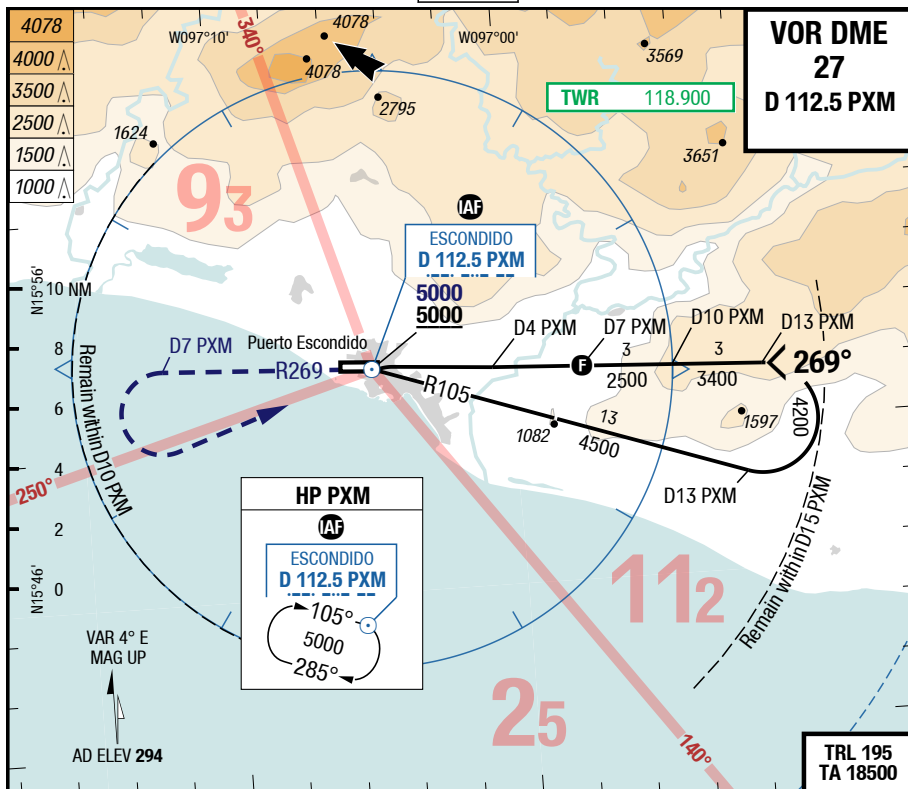 4078
4000
3500
2500
1500
1000
W097°10'
340°
4078
4078
2795
1624
W097°00'
3569
3651
TWR 118.900
VOR DME
27
D 112.5 PXM
93
IAF
ESCONDIDO
D 112.5 PXM
5000
5000
N15°56'
10 NM
8
6
4
2
0
N15°46'
D7 PXM
Puerto Escondido
R269
D4 PXM
D7 PXM
D10 PXM
D13 PXM
F
3
2500
3
3400
269°
R105
13
4500
1082
1597
4200
D13 PXM
Remain within D10 PXM
Remain within D15 PXM
250°
HP PXM
IAF
ESCONDIDO
D 112.5 PXM
105°
5000
285°
112
25
140°
VAR 4° E
MAG UP
AD ELEV 294
TRL 195
TA 18500